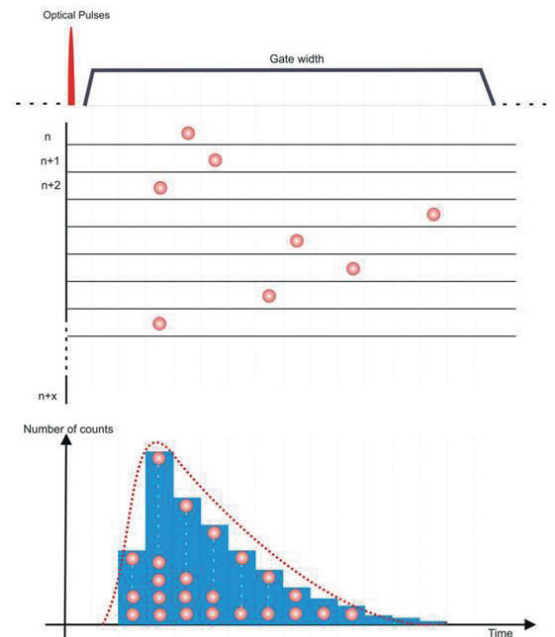 Optical Pulses
Gate width
n
n+1
n+2
n+x
Number of counts
Time